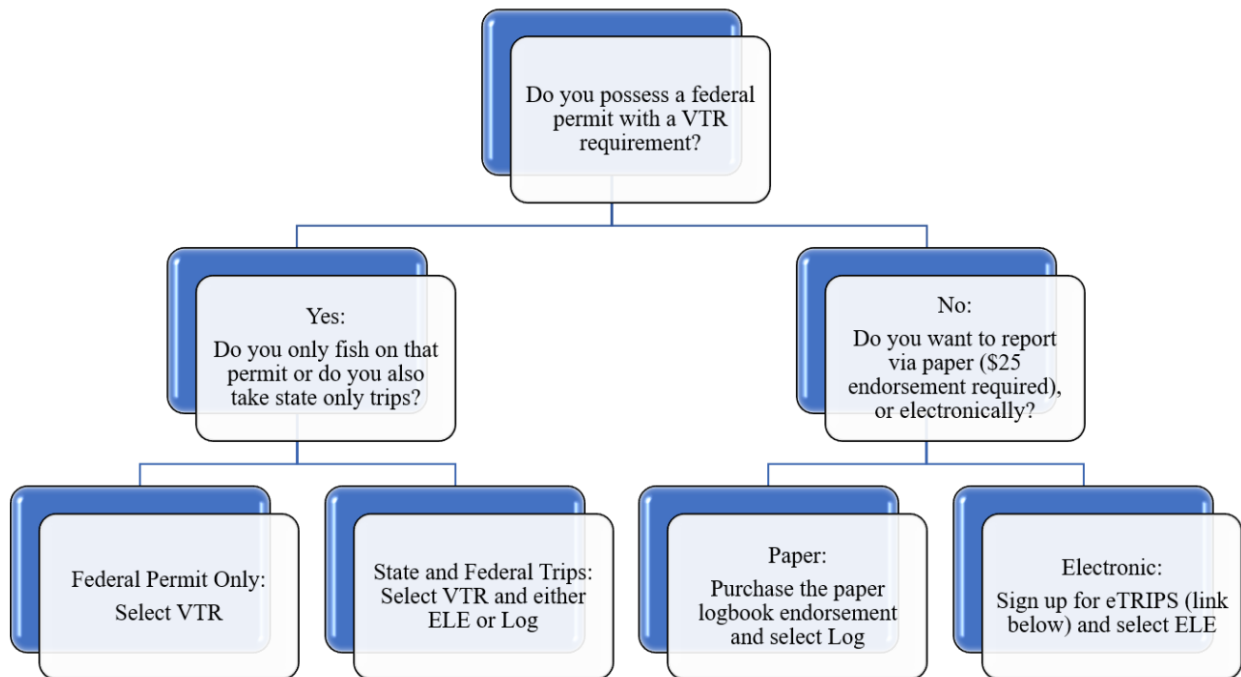 Do you possess a federal
permit with a VTR
requirement?
Yes:
Do you only fish on that
permit or do you also
take state only trips?
No:
Do you want to report
via paper ($25
endorsement required),
or electronically?
Federal Permit Only:
Select VTR
State and Federal Trips:
Select VTR and either
ELE or Log
Paper:
Purchase the paper
logbook endorsement
and select Log
Electronic:
Sign up for eTRIPS (link
below) and select ELE